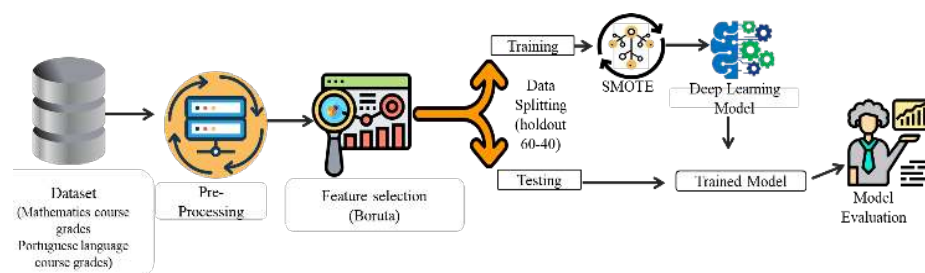 Dataset
(Mathematics course
grades
Portuguese language
course grades)
Pre-
Processing
Feature selection
(Boruta)
Training
Data
Splitting
(holdout
60-40)
Testing
SMOTE
Deep Learning
Model
Trained Model
Model
Evaluation